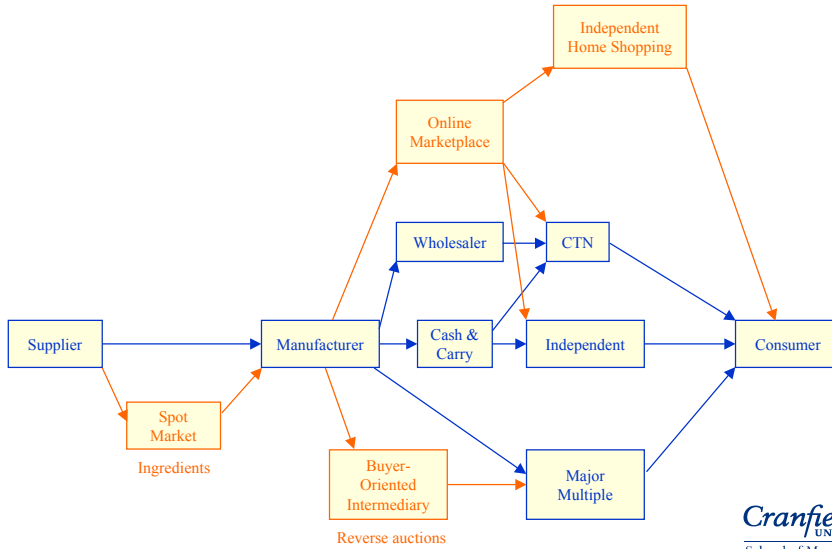 Independent
Home Shopping
Online
Marketplace
Wholesaler
CTN
Supplier
Manufacturer
Cash &
Carry
Independent
Consumer
Spot
Market
Ingredients
Buyer-
Oriented
Intermediary
Major
Multiple
Reverse auctions